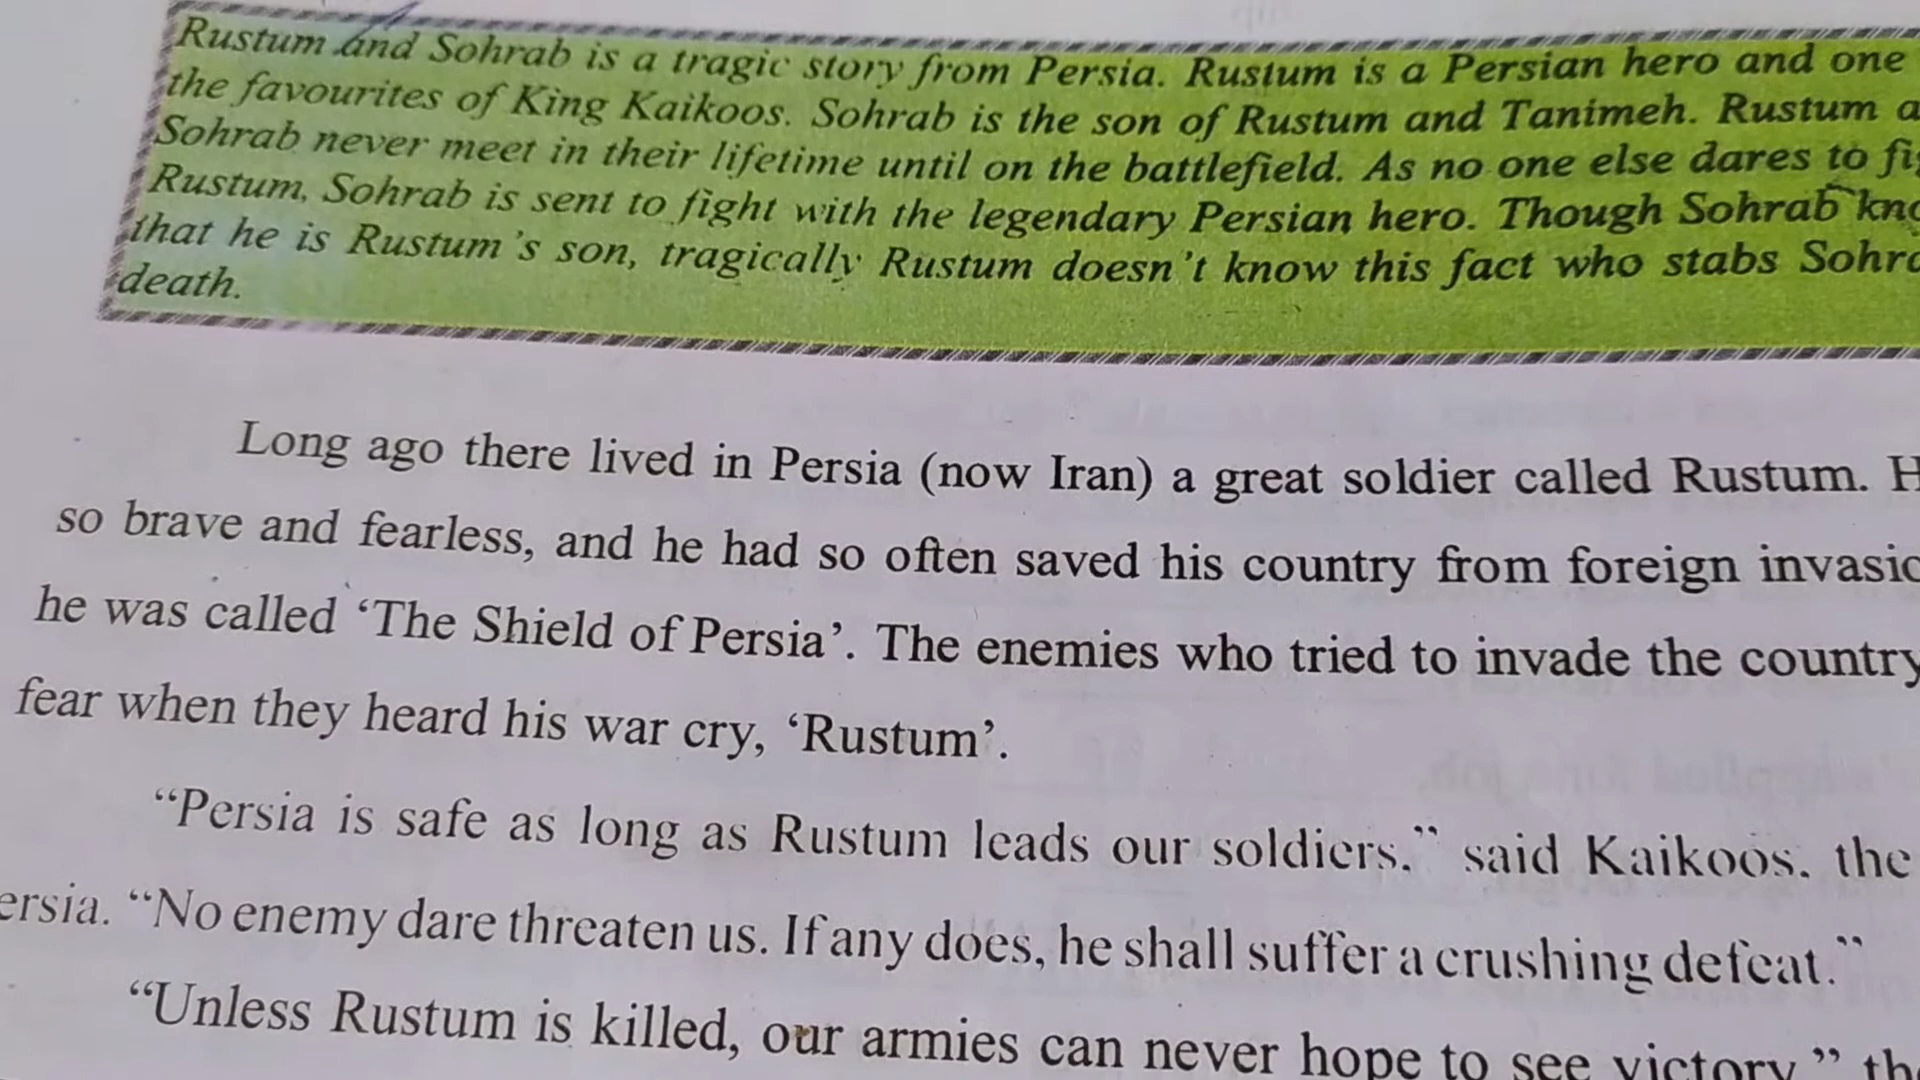 Rustum and Sohrab is a tragic story from Persia. Rustum is a Persian hero and one
the favourites of King Kaikoos. Sohrab is the son of Rustum and Tanimeh. Rustum
Sohrab never meet in their lifetime until on the battlefield. As no one else dares to
Rustum, Sohrab is sent to fight with the legendary Persian hero. Though Sohrab
that he is Rustum's son, tragically Rustum doesn't know this fact who stabs
death.
Long ago there lived in Persia (now Iran) a great soldier called Rustum.
so brave and fearless, and he had so often saved his country from foreign
he was called ‘The Shield of Persia’. The enemies who tried to invade the country
fear when they heard his war cry, ‘Rustum’.
“Persia is safe as long as Rustum leads our soldiers.” said Kaikoos. the
ersia. “No enemy dare threaten us. If any does, he shall suffer a crushing defeat.”
“Unless Rustum is killed, our armies can never hope to see victory,”